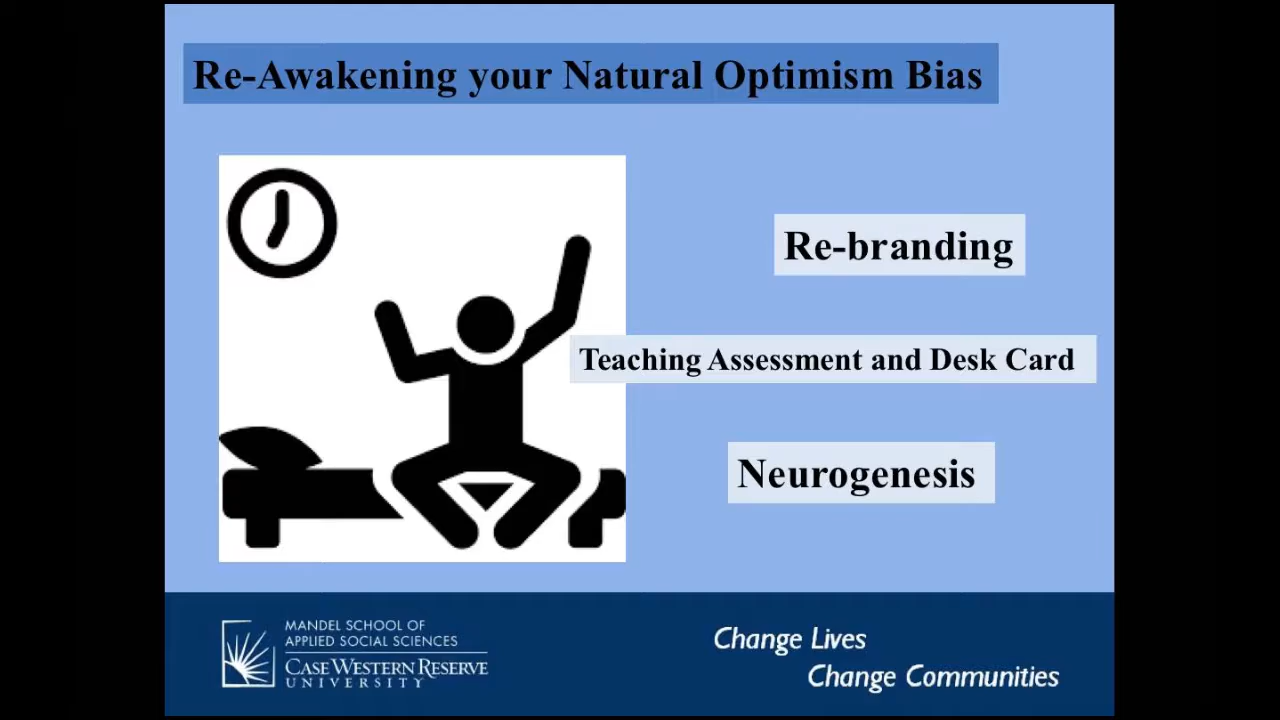 Re-Awakening your Natural Optimism Bias
Re-branding
Teaching Assessment and Desk Card
Neurogenesis
MANDEL SCHOOL OF
APPLIED SOCIAL SCIENCES
CASE WESTERN RESERVE
UNIVERSITY
Change Lives
Change Communities